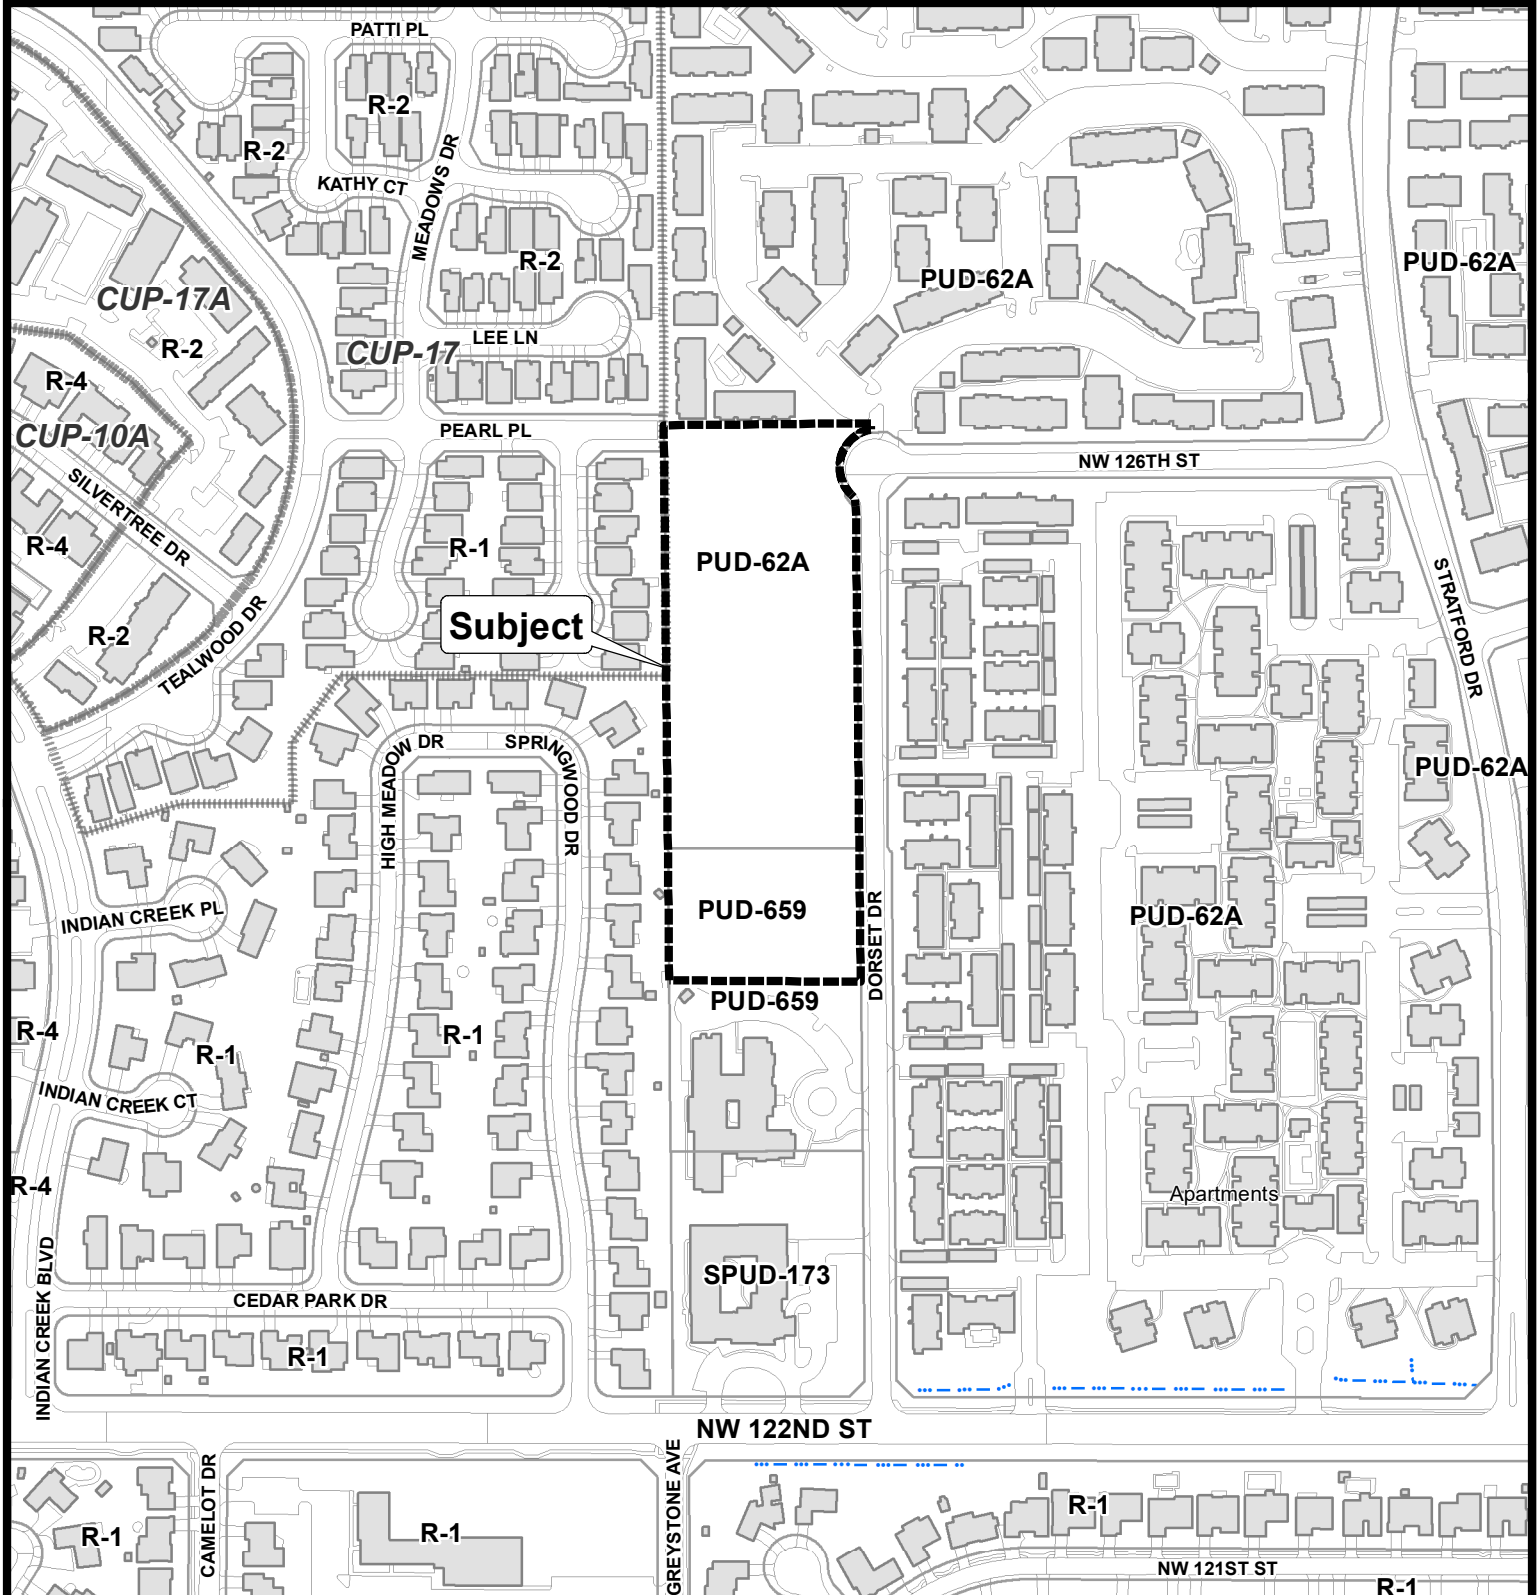 PATTI PL
R-2
R-2
MEADOWS DR
KATHY CT
R-2
PUD-62A
PUD-62A
CUP-17A
R-2
LEE LN
CUP-17
R-4
CUP-10A
PEARL PL
NW 126TH ST
SILVERTREE DR
R-4
R-1
PUD-62A
STRATFORD DR
Subject
R-2
TEALWOOD DR
HIGH MEADOW DR
SPRINGWOOD DR
PUD-62A
INDIAN CREEK PL
PUD-659
DORSET DR
PUD-62A
PUD-659
R-4
R-1
R-1
INDIAN CREEK CT
R-4
Apartments
INDIAN CREEK BLVD
SPUD-173
CEDAR PARK DR
R-1
NW 122ND ST
CAMELOT DR
GREYSTONE AVE
R-1
R-1
R-1
NW 121ST ST
R-1